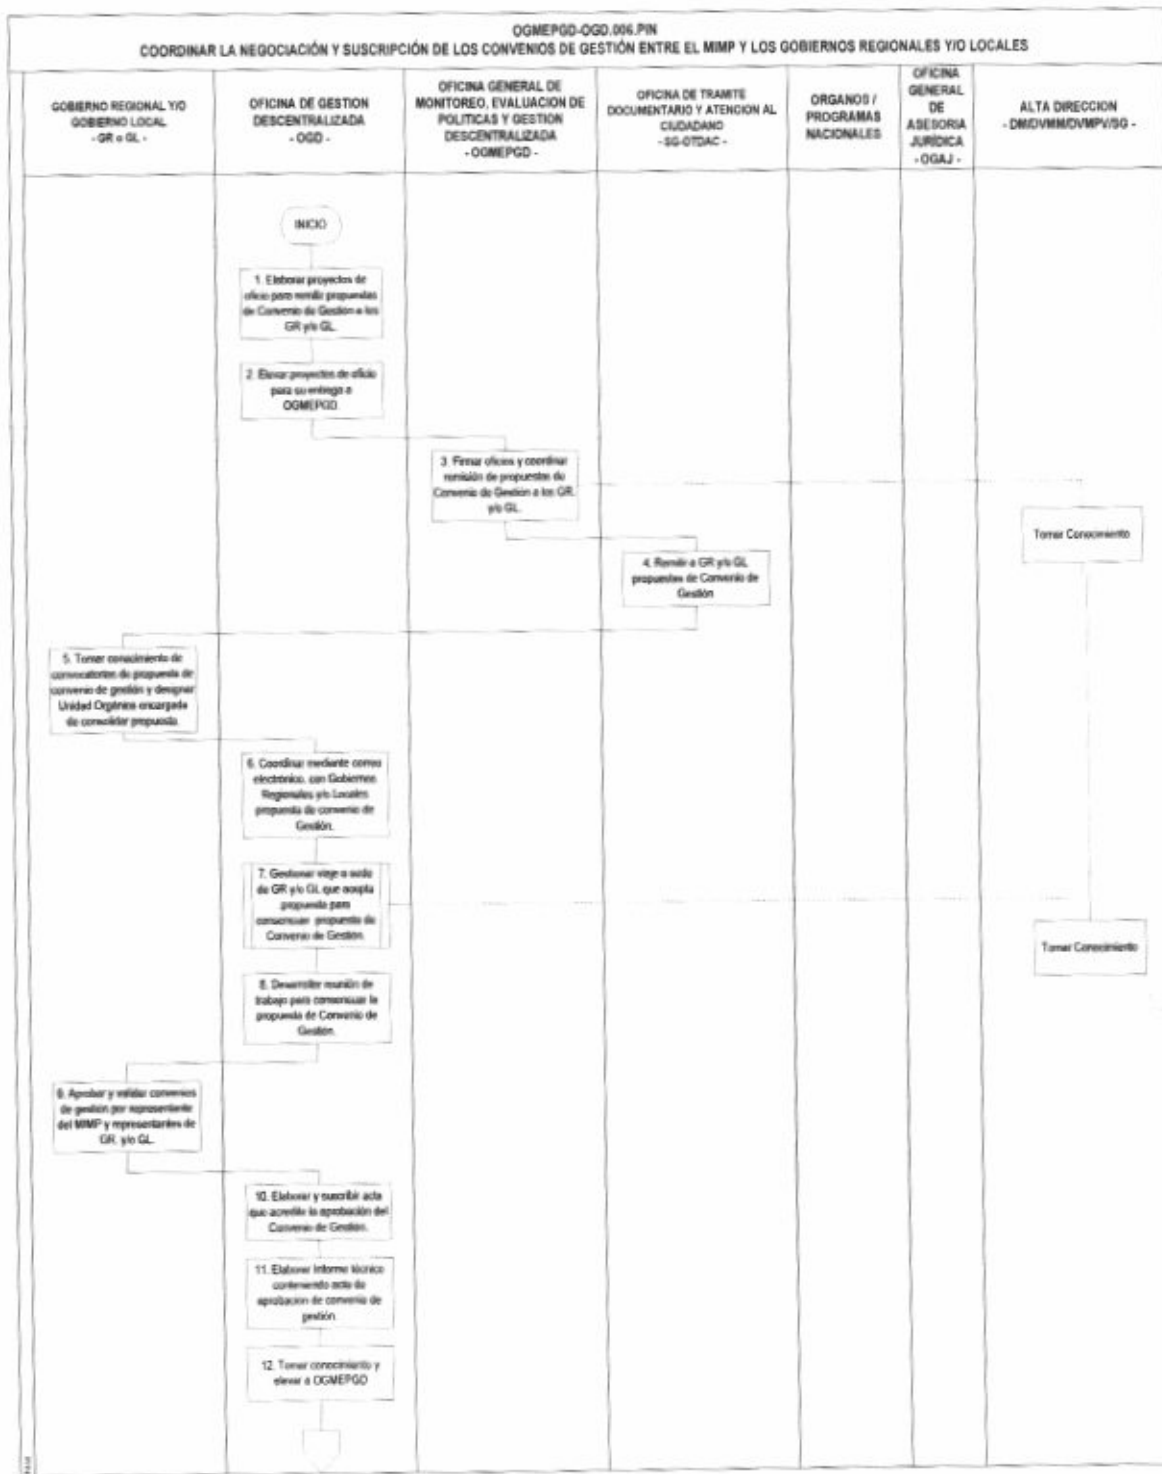 OGMEPGD-OGD.006.PIN
COORDINAR LA NEGOCIACIÓN Y SUSCRIPCIÓN DE LOS CONVENIOS DE GESTIÓN ENTRE EL MIMP Y LOS GOBIERNOS REGIONALES Y/O LOCALES
GOBIERNO REGIONAL Y/O
GOBIERNO LOCAL
- GR o GL -
OFICINA DE GESTION
DESCENTRALIZADA
- OGD -
OFICINA GENERAL DE
MONITOREO, EVALUACION DE
POLITICAS Y GESTION
DESCENTRALIZADA
- OGMEPGD -
OFICINA DE TRAMITE
DOCUMENTARIO Y ATENCION AL
CIUDADANO
- SG-OTDAC -
ORGANOS /
PROGRAMAS
NACIONALES
OFICINA
GENERAL
DE
ASESORIA
JURÍDICA
- OGAJ -
ALTA DIRECCION
- DM/DVMM/DVMPV/SG -
INICIO
1. Elaborar proyectos de
oficio para remitir propuestas
de Convenio de Gestión a los
GR y/o GL.
2. Elevar proyectos de oficio
para su entrega a
OGMEPGD.
3. Firmar oficios y coordinar
remisión de propuestas de
Convenio de Gestión a los GR.
y/o GL.
Tomar Conocimiento
4. Remitir a GR y/o GL
propuestas de Convenio de
Gestión
5. Tomar conocimiento de
convocatorias de propuesta de
convenio de gestión y designar
Unidad Orgánica encargada
de consolidar propuesta.
6. Coordinar mediante correo
electrónico, con Gobiernos
Regionales y/o Locales
propuesta de convenio de
Gestión.
7. Gestionar viaje a sede
de GR y/o GL que acepta
propuesta para
consensuar propuesta de
Convenio de Gestión.
Tomar Conocimiento
8. Desarrollar reunión de
trabajo para consensuar la
propuesta de Convenio de
Gestión.
9. Aprobar y validar convenios
de gestión por representante
del MIMP y representantes de
GR. y/o GL.
10. Elaborar y suscribir acta
que acredite la aprobación del
Convenio de Gestión.
11. Elaborar Informe técnico
conteniendo acta de
aprobacion de convenio de
gestión.
12. Tomar conocimiento y
elevar a OGMEPGD